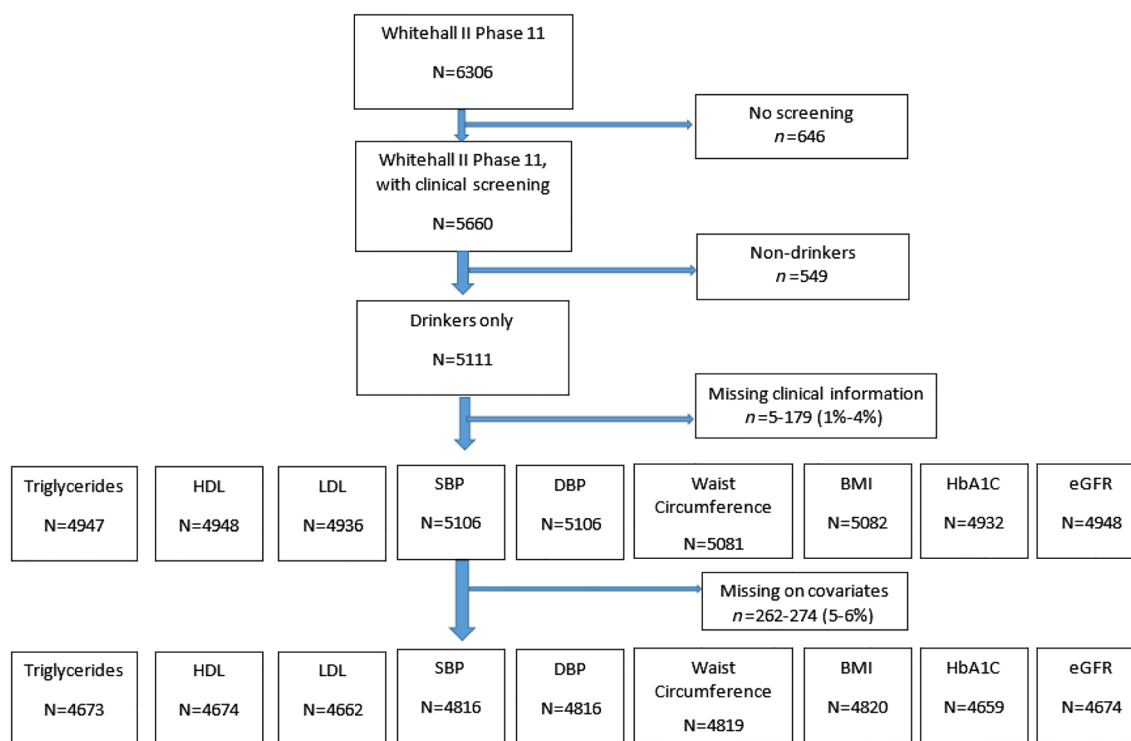 Whitehall II Phase 11
N=6306
No screening
n=646
Whitehall II Phase 11,
with clinical screening
N=5660
Non-drinkers
n=549
Drinkers only
N=5111
Missing clinical information
n=5-179 (1%-4%)
Triglycerides
N=4947
HDL
N=4948
LDL
N=4936
SBP
N=5106
DBP
N=5106
Waist
Circumference
N=5081
BMI
N=5082
HbA1C
N=4932
eGFR
N=4948
Missing on covariates
n=262-274 (5-6%)
Triglycerides
N=4673
HDL
N=4674
LDL
N=4662
SBP
N=4816
DBP
N=4816
Waist
Circumference
N=4819
BMI
N=4820
HbA1C
N=4659
eGFR
N=4674